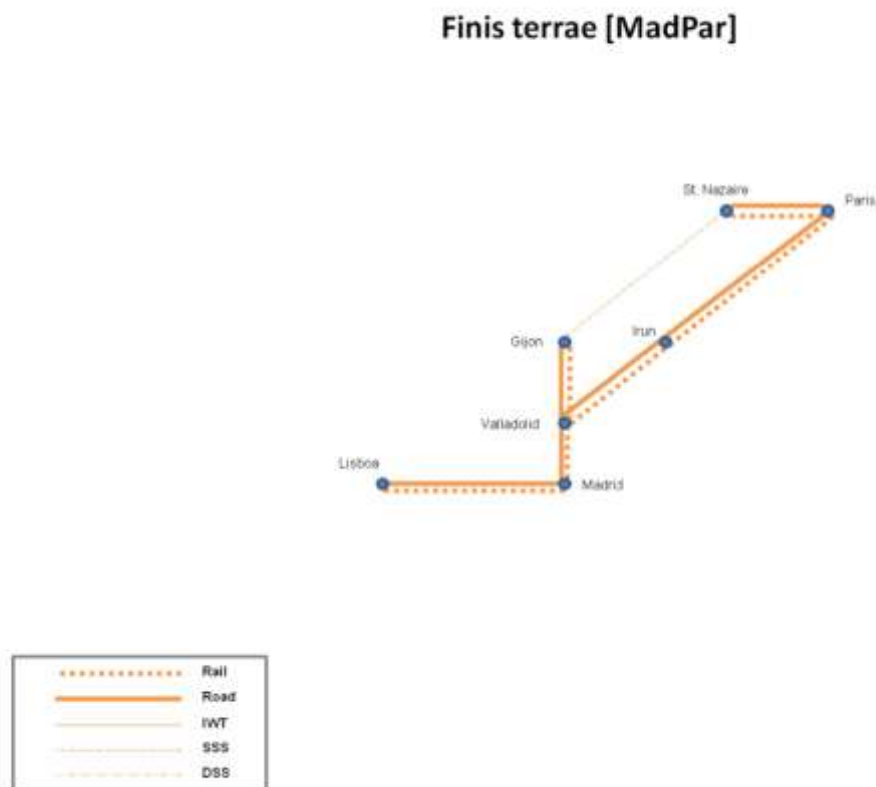 Finis terrae [MadPar]
St. Nazaire
Paris
Irun
Gijon
Valladolid
Lisboa
Madrid
Rail
Road
IWT
SSS
DSS